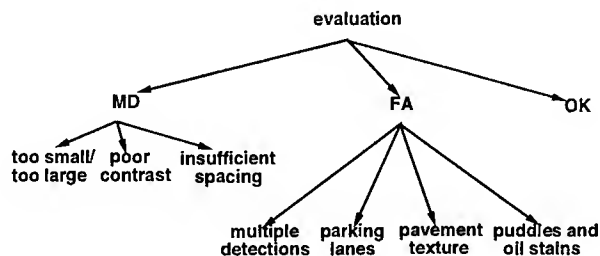 evaluation
MD
FA
OK
too small/
too large
poor
contrast
insufficient
spacing
multiple
detections
parking
lanes
pavement
texture
puddles and
oil stains